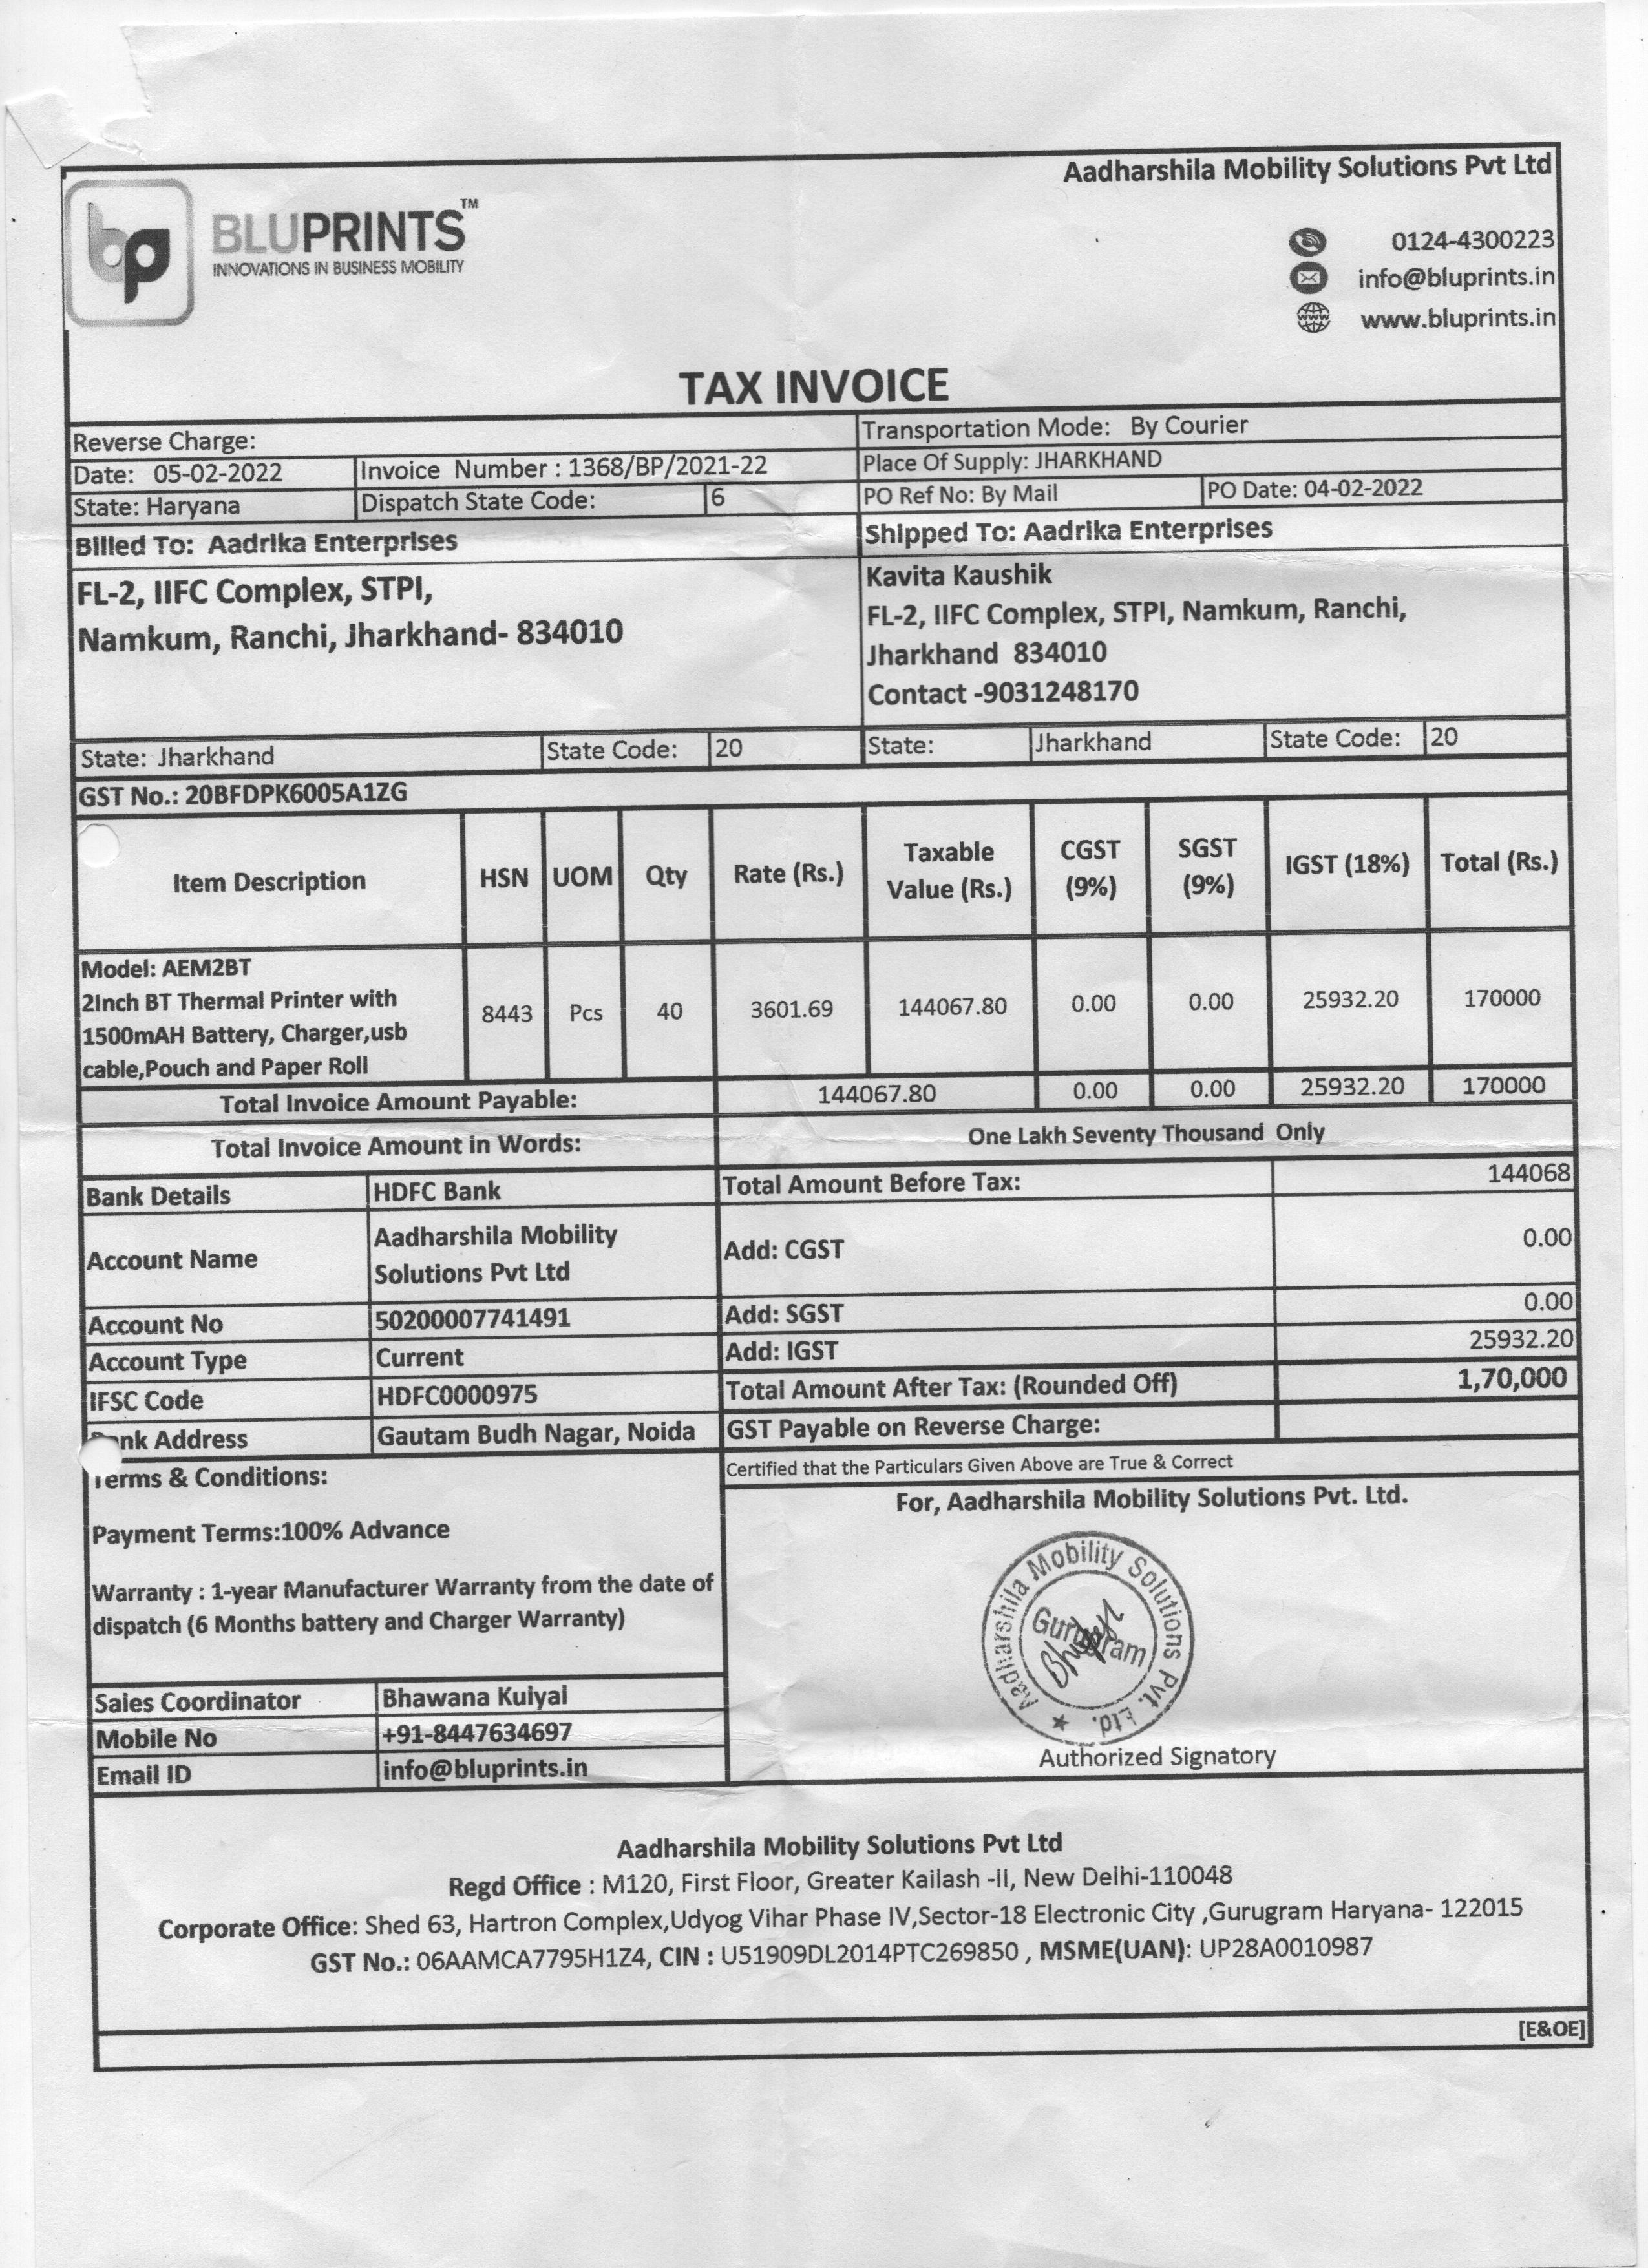 Aadharshila Mobility Solutions Pvt Ltd
bp
BLUPRINTS™
INNOVATIONS IN BUSINESS MOBILITY
0124-4300223
info@bluprints.in
www.bluprints.in
TAX INVOICE
Reverse Charge:
Transportation Mode: By Courier
Date: 05-02-2022 Invoice Number : 1368/BP/2021-22
Place Of Supply: JHARKHAND
State: Haryana Dispatch State Code: 6
PO Ref No: By Mail PO Date: 04-02-2022
Billed To: Aadrika Enterprises
FL-2, IIFC Complex, STPI,
Namkum, Ranchi, Jharkhand- 834010
Shipped To: Aadrika Enterprises
Kavita Kaushik
FL-2, IIFC Complex, STPI, Namkum, Ranchi,
Jharkhand 834010
Contact -9031248170
State: Jharkhand State Code: 20 State: Jharkhand State Code: 20
GST No.: 20BFDPK6005A1ZG
Item Description HSN UOM Qty Rate (Rs.) Taxable Value (Rs.) CGST (9%) SGST (9%) IGST (18%) Total (Rs.)
Model: AEM2BT
2Inch BT Thermal Printer with
1500mAH Battery, Charger,usb
cable,Pouch and Paper Roll
8443 Pcs 40 3601.69 144067.80 0.00 0.00 25932.20 170000
Total Invoice Amount Payable: 144067.80 0.00 0.00 25932.20 170000
Total Invoice Amount in Words: One Lakh Seventy Thousand Only
Bank Details HDFC Bank
Account Name Aadharshila Mobility
Solutions Pvt Ltd
Account No 50200007741491
Account Type Current
IFSC Code HDFC0000975
Bank Address Gautam Budh Nagar, Noida
Total Amount Before Tax: 144068
Add: CGST 0.00
Add: SGST 0.00
Add: IGST 25932.20
Total Amount After Tax: (Rounded Off) 1,70,000
GST Payable on Reverse Charge:
Terms & Conditions:
Payment Terms:100% Advance
Warranty : 1-year Manufacturer Warranty from the date of
dispatch (6 Months battery and Charger Warranty)
Sales Coordinator Bhawana Kulyal
Mobile No +91-8447634697
Email ID info@bluprints.in
Certified that the Particulars Given Above are True & Correct
For, Aadharshila Mobility Solutions Pvt. Ltd.
Aadharshila Mobility Solutions Pvt. Ltd.
Gurugram
Authorized Signatory
Aadharshila Mobility Solutions Pvt Ltd
Regd Office : M120, First Floor, Greater Kailash -II, New Delhi-110048
Corporate Office: Shed 63, Hartron Complex,Udyog Vihar Phase IV,Sector-18 Electronic City ,Gurugram Haryana- 122015
GST No.: 06AAMCA7795H1Z4, CIN : U51909DL2014PTC269850 , MSME(UAN): UP28A0010987
[E&OE]